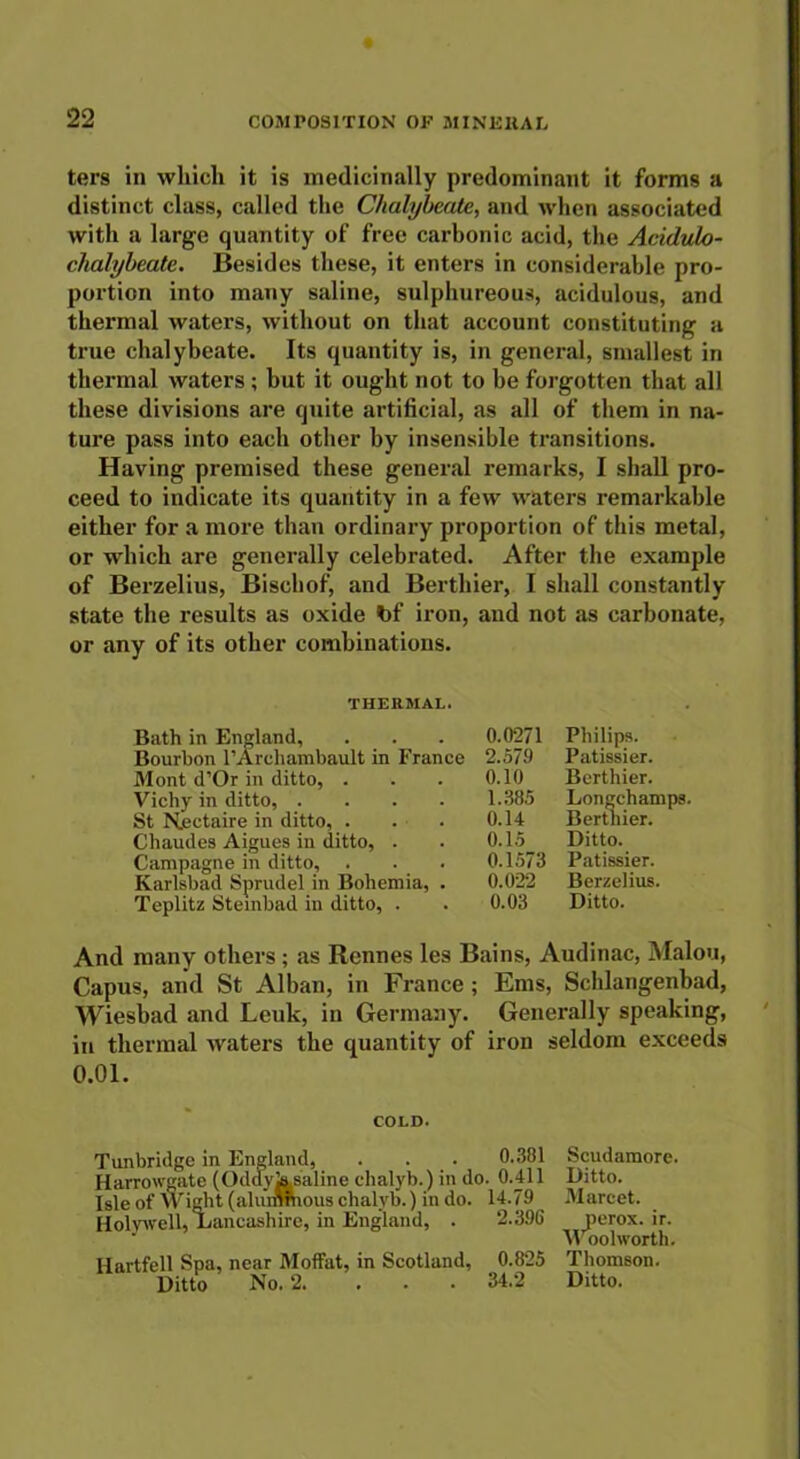 22 COMPOSITION OF MINERAL
ters in which it is medicinally predominant it forms a
distinct class, called the Chalybeate, and when associated
with a large quantity of free carbonic acid, the Acidulo-
chalybeate. Besides these, it enters in considerable pro-
portion into many saline, sulphureous, acidulous, and
thermal waters, without on that account constituting a
true chalybeate. Its quantity is, in general, smallest in
thermal waters; but it ought not to be forgotten that all
these divisions are quite artificial, as all of them in na-
ture pass into each other by insensible transitions.
Having premised these general remarks, I shall pro-
ceed to indicate its quantity in a few waters remarkable
either for a more than ordinary proportion of this metal,
or which are generally celebrated. After the example
of Berzelius, Bischof, and Berthier, I shall constantly
state the results as oxide of iron, and not as carbonate,
or any of its other combinations.
THERMAL.
Bath in England, . . . 0.0271 Philips.
Bourbon l'Archambault in France 2.579 Patissier.
Mont d'Or in ditto, . . . 0.10 Berthier.
Vichy in ditto, . . . . 1.385 Longchamps.
St Nectaire in ditto, . . . 0.14 Berthier.
Chaudes Aigues in ditto, . . 0.15 Ditto.
Campagne in ditto, . . . 0.1573 Patissier.
Karlsbad Sprudel in Bohemia, . 0.022 Berzelius.
Teplitz Steinbad in ditto, . . 0.03 Ditto.
And many others; as Rennes les Bains, Audinac, Malou,
Capus, and St Alban, in France; Ems, Schlangenbad,
Wiesbad and Leuk, in Germany. Generally speaking,
in thermal waters the quantity of iron seldom exceeds
0.01.
COLD.
Tunbridge in England, . . . 0.381 Scudamore.
Harrowgate (Oddy's saline chalyb.) in do. 0.411 Ditto.
Isle of Wight (aluminous chalyb.) in do. 14.79 Marcet.
Holywell, Lancashire, in England, . 2.396 perox. ir.
Woolworth.
Hartfell Spa, near Moffat, in Scotland, 0.825 Thomson.
Ditto No. 2. . . . 34.2 Ditto.